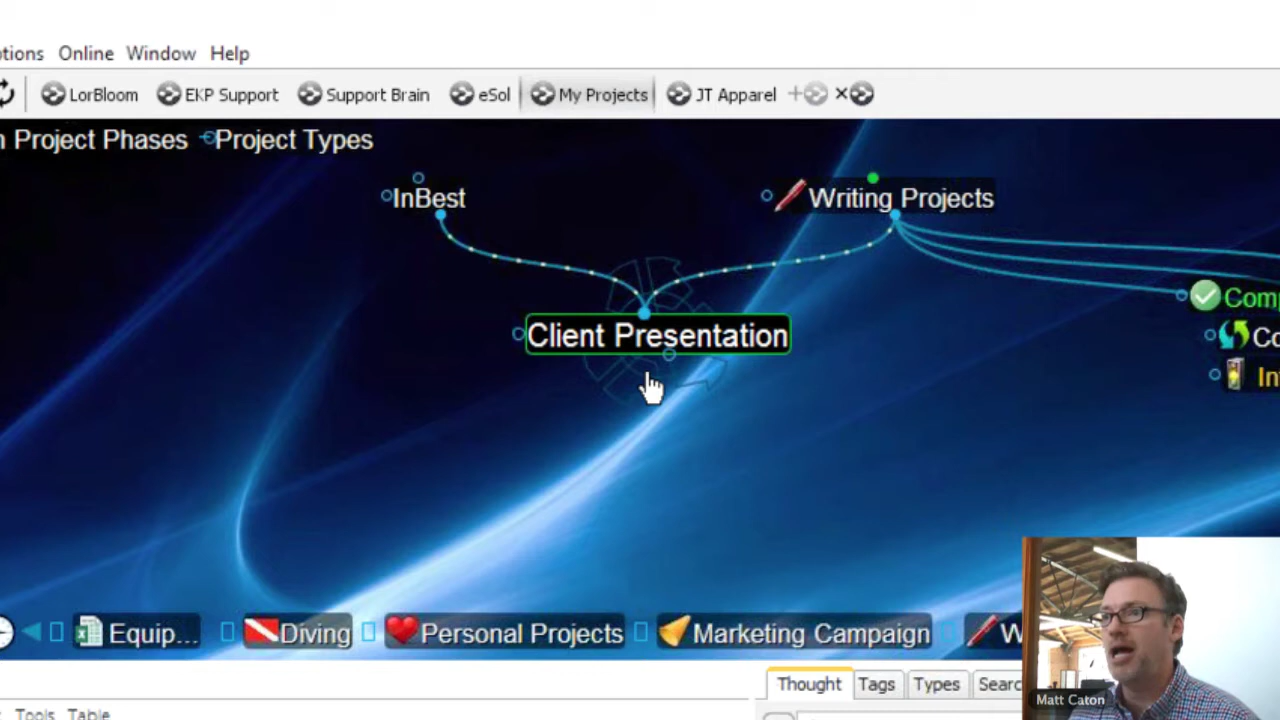 ptions Online Window Help
LorBloom EKP Support Support Brain eSol My Projects JT Apparel
Project Phases Project Types
InBest
Writing Projects
Client Presentation
Comp
Co
In
Equip... Diving Personal Projects Marketing Campaign W
Thought Tags Types Searc
Tools Table
Matt Caton